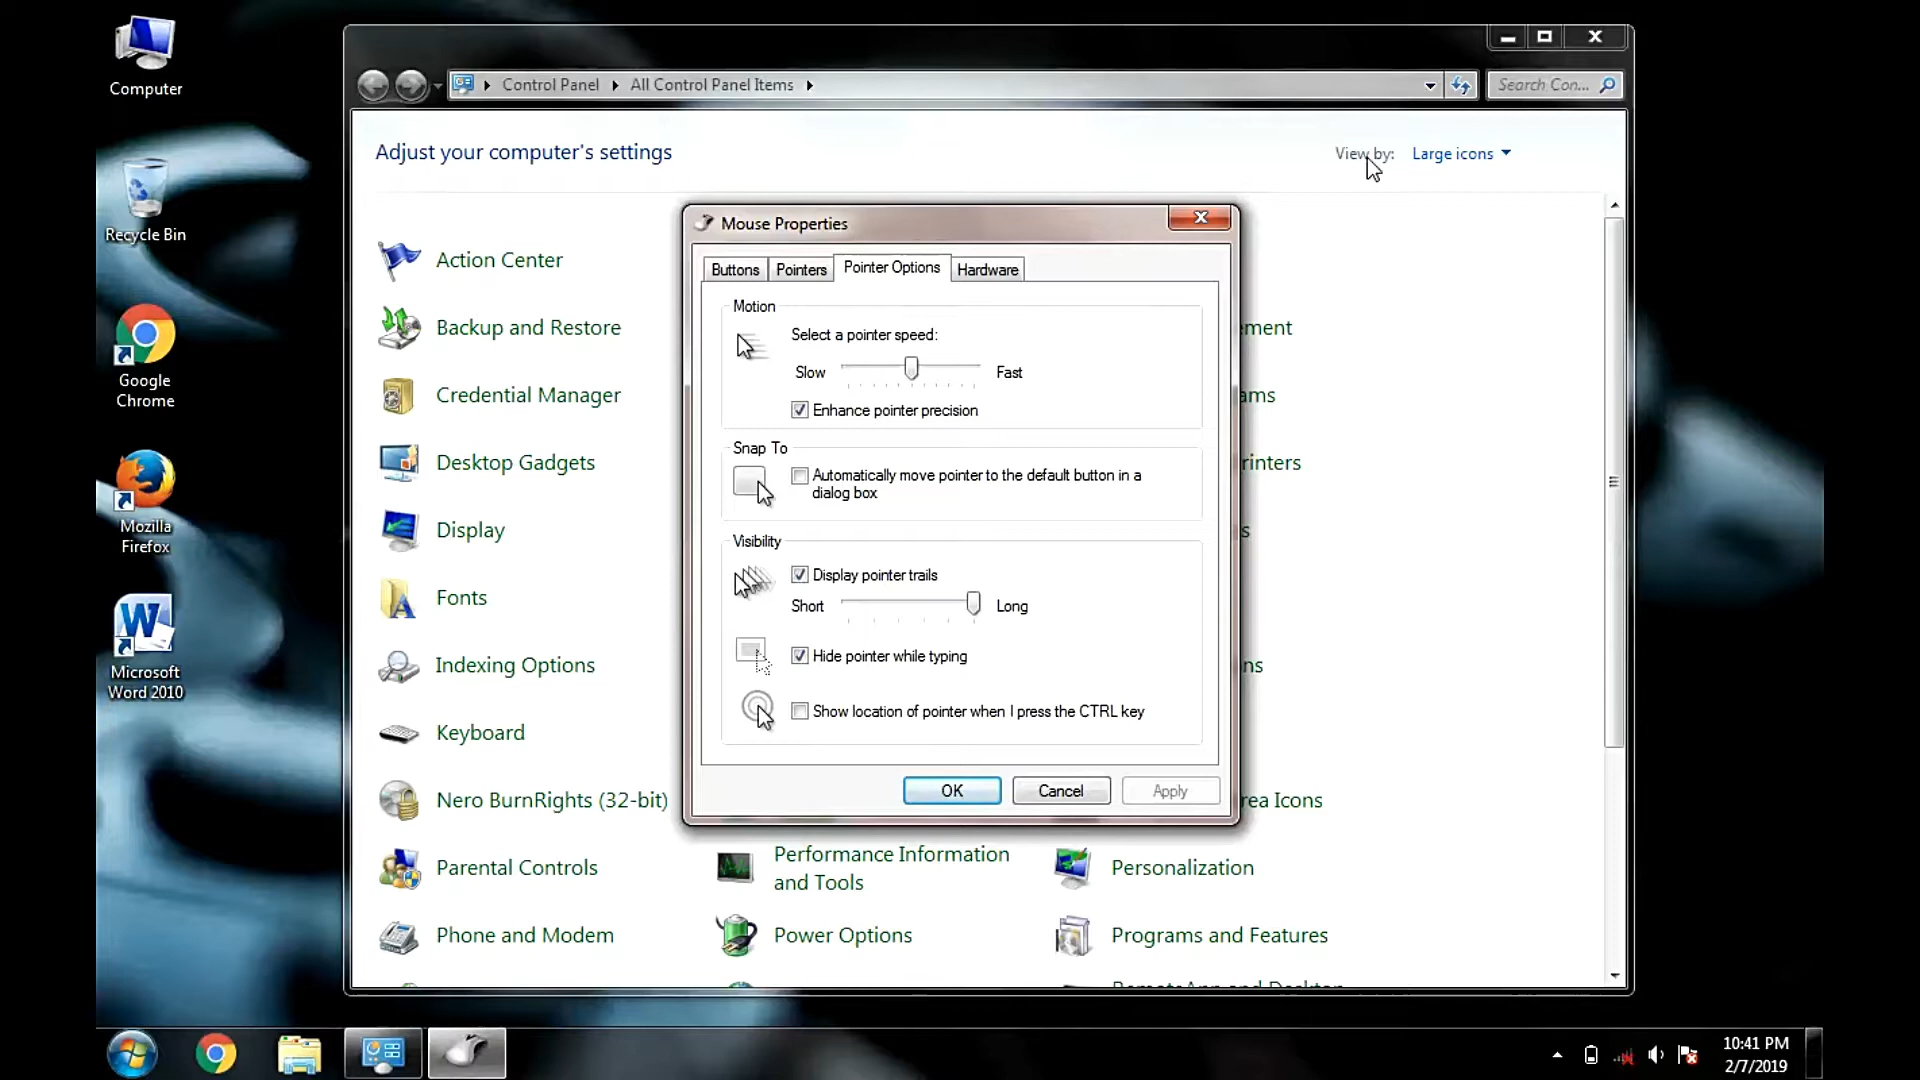 Computer
Recycle Bin
Google
Chrome
Mozilla
Firefox
Microsoft
Word 2010
Control Panel
All Control Panel Items
Search Con...
Adjust your computer's settings
View by:
Large icons
Action Center
Backup and Restore
Credential Manager
Desktop Gadgets
Display
Fonts
Indexing Options
Keyboard
Nero BurnRights (32-bit)
Parental Controls
Phone and Modem
Mouse Properties
Buttons
Pointers
Pointer Options
Hardware
Motion
Select a pointer speed:
Slow
Fast
Enhance pointer precision
Snap To
Automatically move pointer to the default button in a
dialog box
Visibility
Display pointer trails
Short
Long
Hide pointer while typing
Show location of pointer when I press the CTRL key
OK
Cancel
Apply
Performance Information
and Tools
Power Options
Personalization
Programs and Features
10:41 PM
2/7/2019